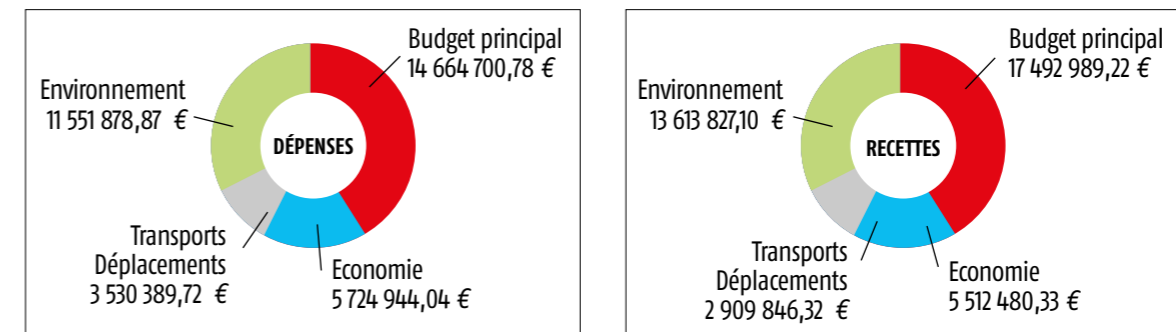 Budget principal
14 664 700,78 €
Environnement
11 551 878,87 €
DÉPENSES
Transports
Déplacements
3 530 389,72 €
Economie
5 724 944,04 €
Budget principal
17 492 989,22 €
Environnement
13 613 827,10 €
RECETTES
Transports
Déplacements
2 909 846,32 €
Economie
5 512 480,33 €